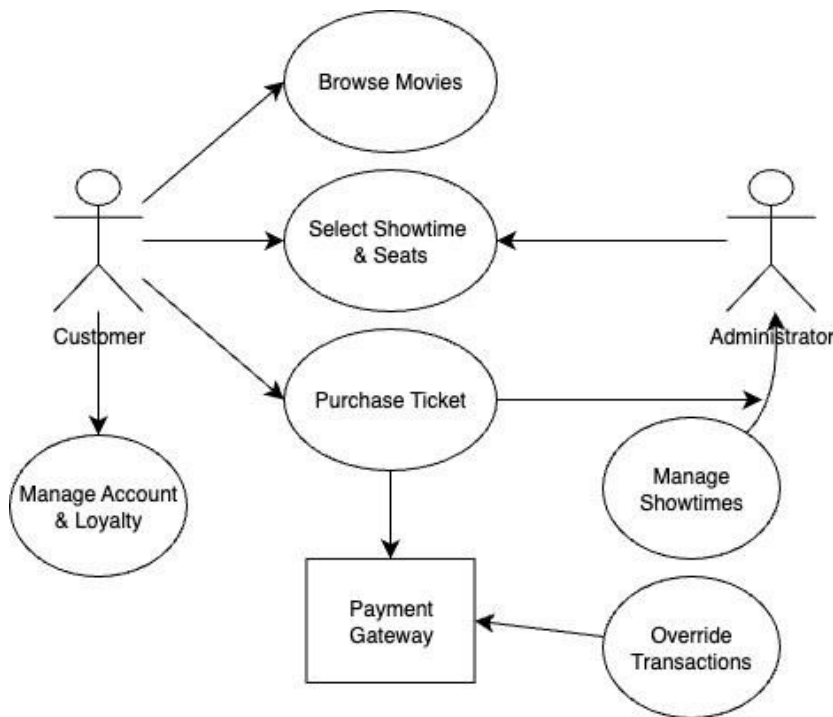 Browse Movies
Select Showtime
& Seats
Customer
Administrator
Purchase Ticket
Manage Account
& Loyalty
Manage
Showtimes
Payment
Gateway
Override
Transactions